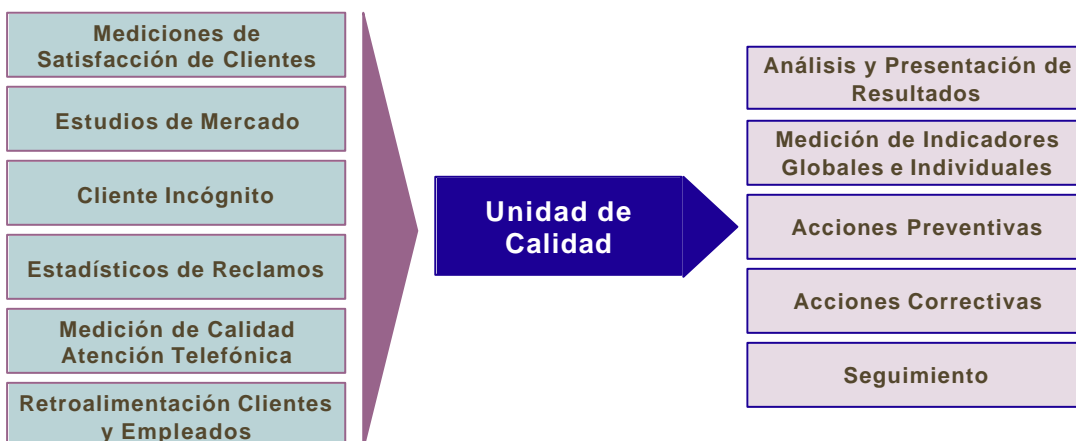 Mediciones de
Satisfacción de Clientes
Estudios de Mercado
Cliente Incógnito
Estadísticos de Reclamos
Medición de Calidad
Atención Telefónica
Retroalimentación Clientes
y Empleados
Unidad de
Calidad
Análisis y Presentación de
Resultados
Medición de Indicadores
Globales e Individuales
Acciones Preventivas
Acciones Correctivas
Seguimiento